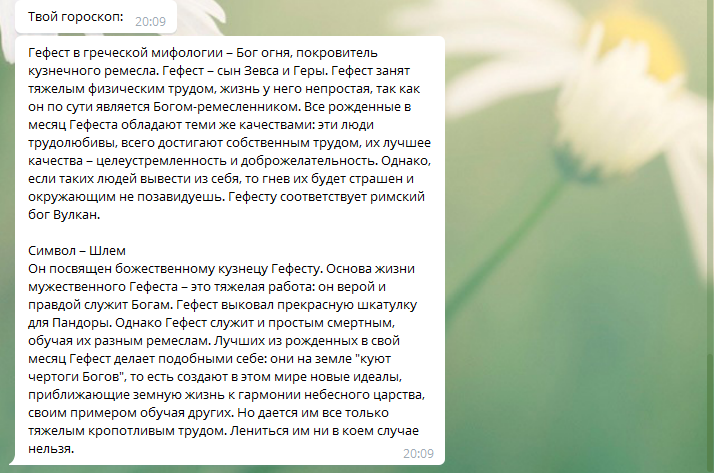 Твой гороскоп:
20:09
Гефест в греческой мифологии – Бог огня, покровитель
кузнечного ремесла. Гефест – сын Зевса и Геры. Гефест занят
тяжелым физическим трудом, жизнь у него непростая, так как
он по сути является Богом-ремесленником. Все рожденные в
месяц Гефеста обладают теми же качествами: эти люди
трудолюбивы, всего достигают собственным трудом, их лучшее
качества – целеустремленность и доброжелательность. Однако,
если таких людей вывести из себя, то гнев их будет страшен и
окружающим не позавидуешь. Гефесту соответствует римский
бог Вулкан.
Символ – Шлем
Он посвящен божественному кузнецу Гефесту. Основа жизни
мужественного Гефеста – это тяжелая работа: он верой и
правдой служит Богам. Гефест выковал прекрасную шкатулку
для Пандоры. Однако Гефест служит и простым смертным,
обучая их разным ремеслам. Лучших из рожденных в свой
месяц Гефест делает подобными себе: они на земле "куют
чертоги Богов", то есть создают в этом мире новые идеалы,
приближающие земную жизнь к гармонии небесного царства,
своим примером обучая других. Но дается им все только
тяжелым кропотливым трудом. Лениться им ни в коем случае
нельзя.
20:09